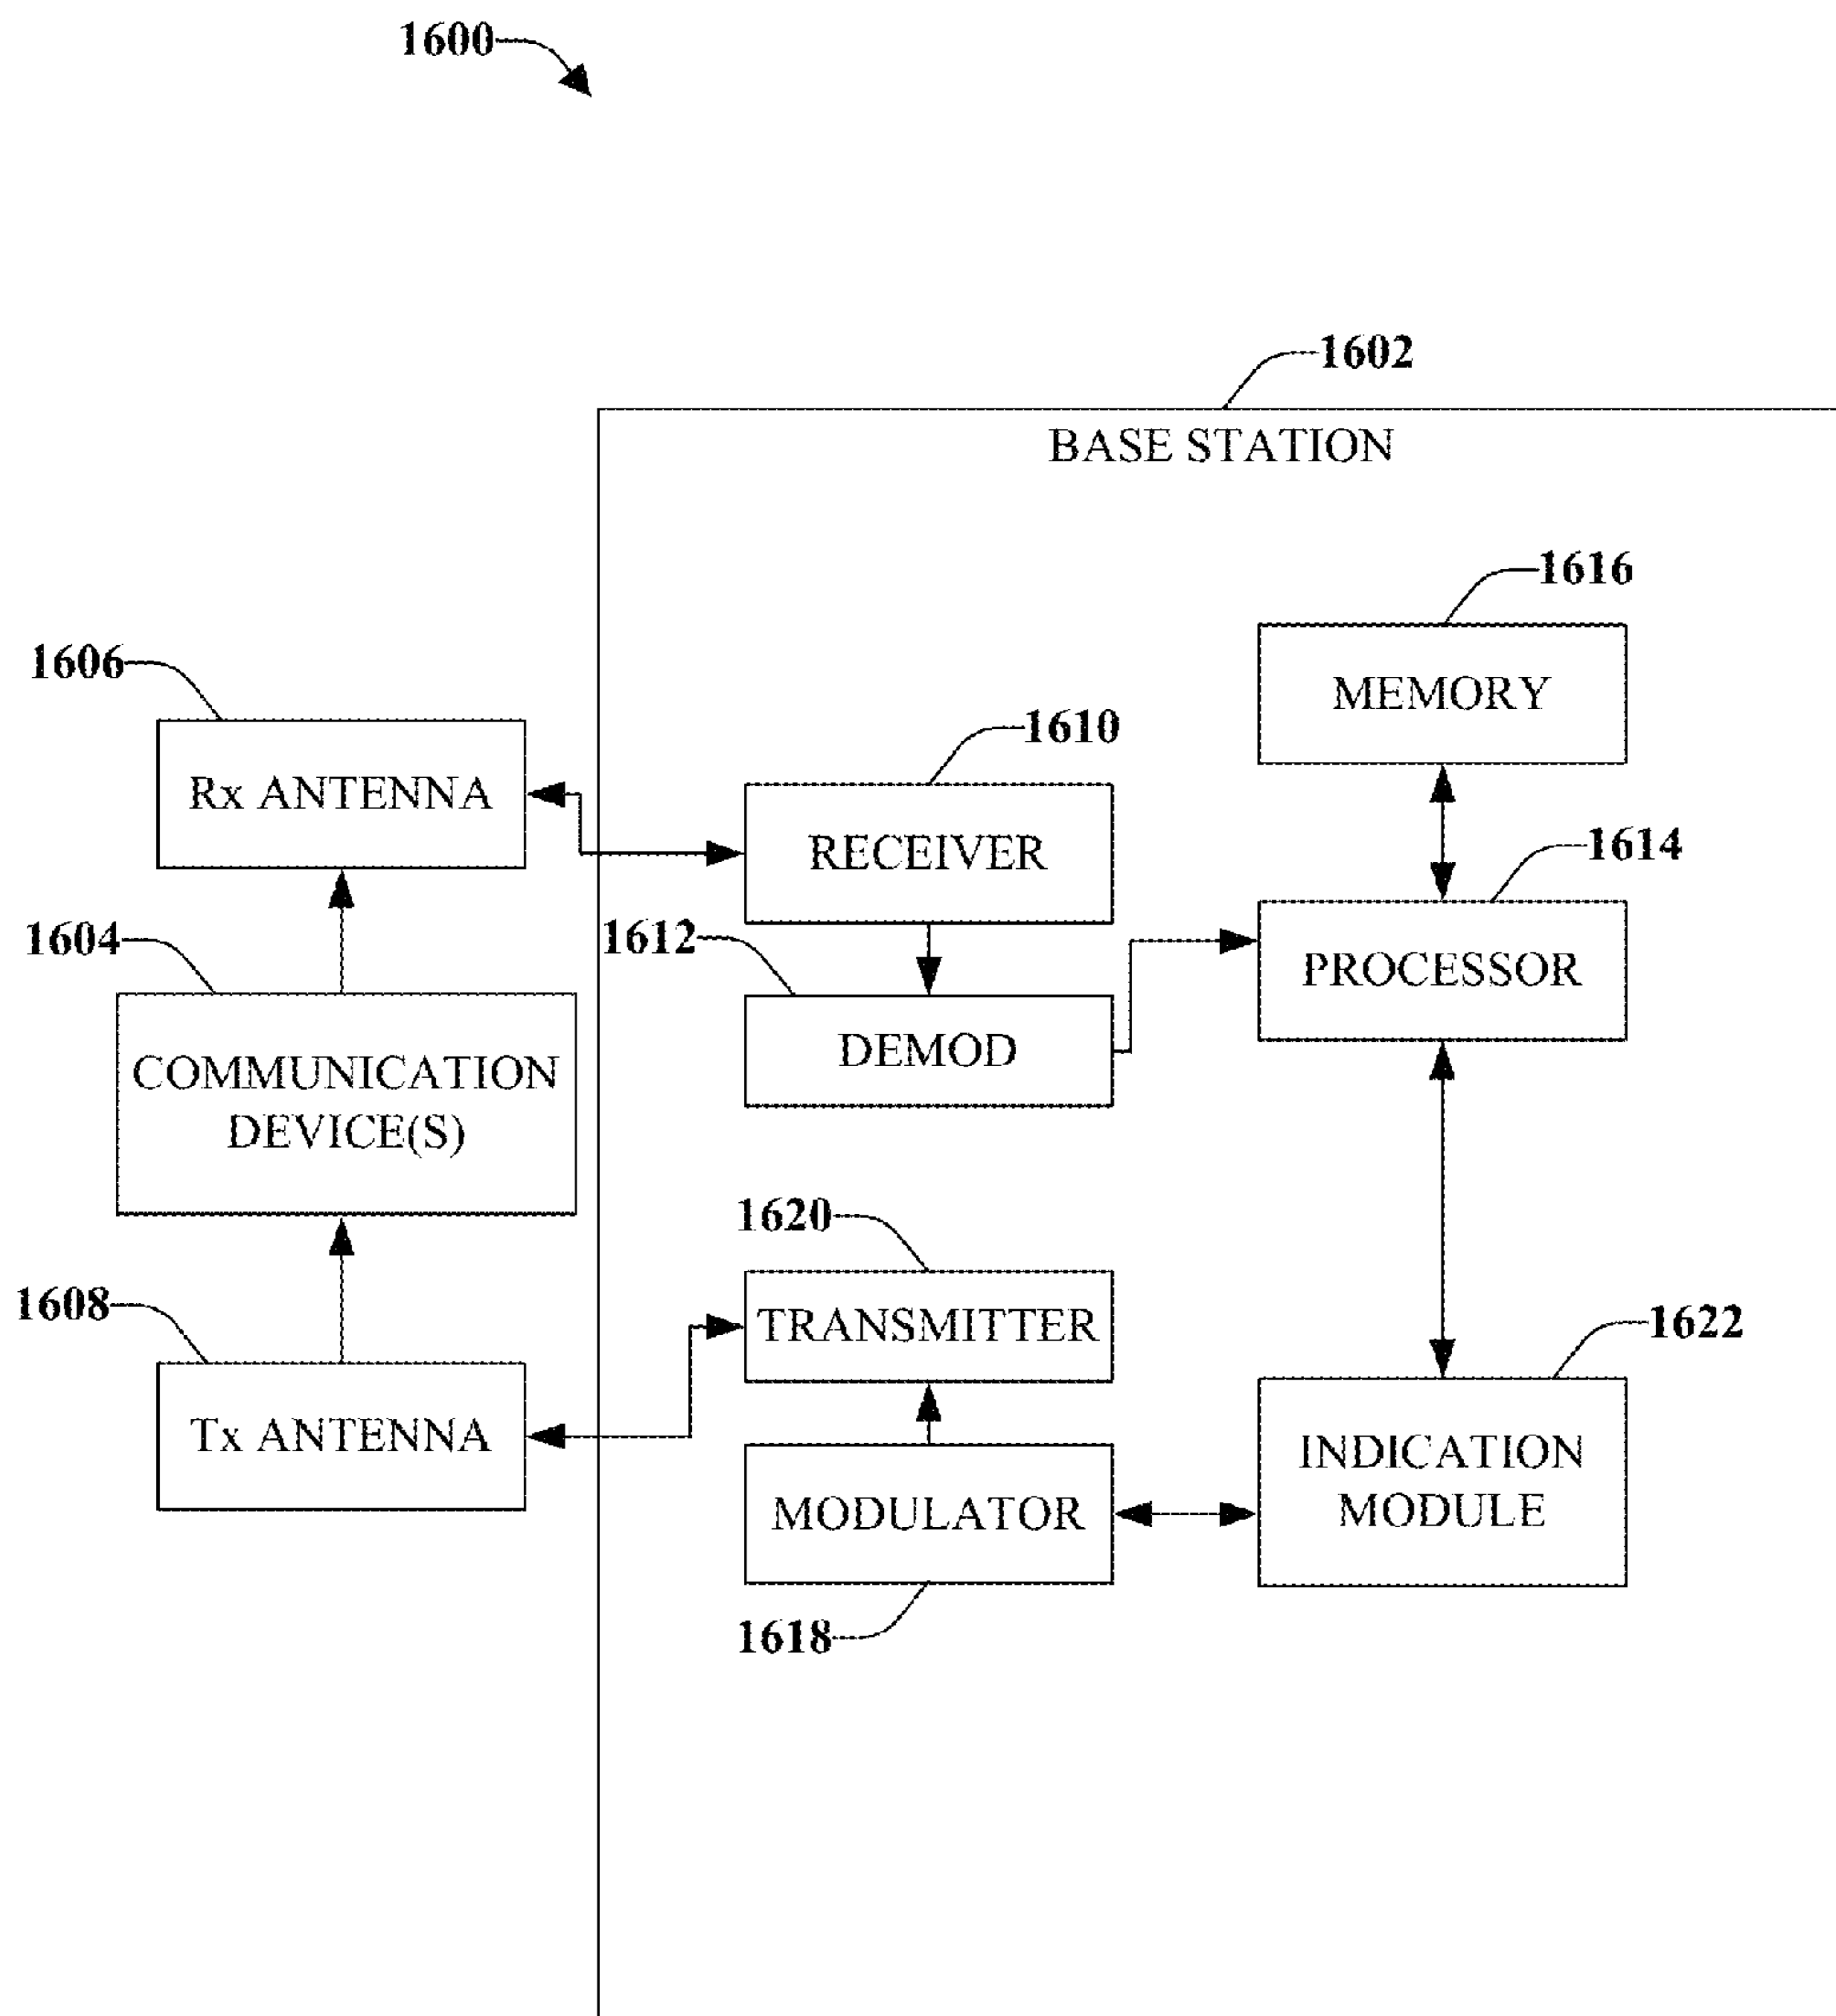 1600
1602
BASE STATION
1616
MEMORY
1606
Rx ANTENNA
1610
RECEIVER
1614
PROCESSOR
1604
COMMUNICATION
DEVICE(S)
1612
DEMOD
1620
TRANSMITTER
1608
Tx ANTENNA
1622
INDICATION
MODULE
MODULATOR
1618